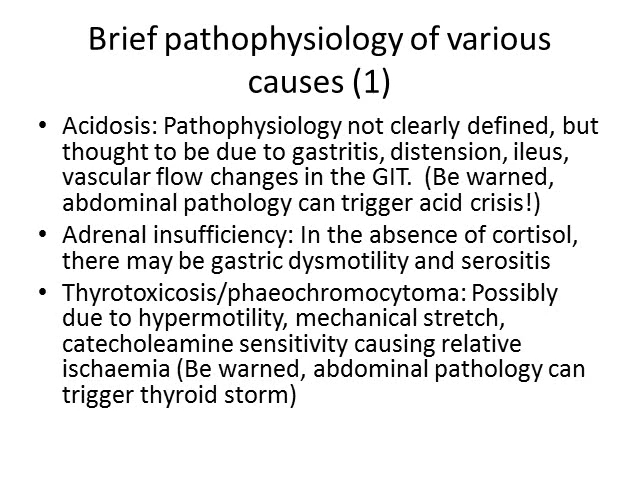 Brief pathophysiology of various
causes (1)
• Acidosis: Pathophysiology not clearly defined, but
thought to be due to gastritis, distension, ileus,
vascular flow changes in the GIT.  (Be warned,
abdominal pathology can trigger acid crisis!)
• Adrenal insufficiency: In the absence of cortisol,
there may be gastric dysmotility and serositis
• Thyrotoxicosis/phaeochromocytoma: Possibly
due to hypermotility, mechanical stretch,
catecholeamine sensitivity causing relative
ischaemia (Be warned, abdominal pathology can
trigger thyroid storm)